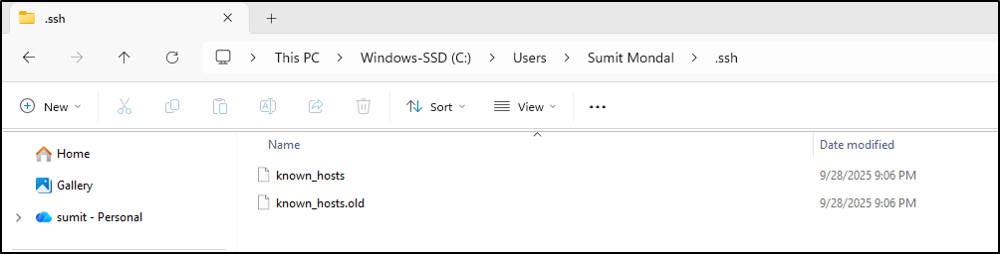 .ssh
This PC > Windows-SSD (C:) > Users > Sumit Mondal > .ssh
New Sort View
Name Date modified
Home
Gallery
sumit - Personal
known_hosts 9/28/2025 9:06 PM
known_hosts.old 9/28/2025 9:06 PM